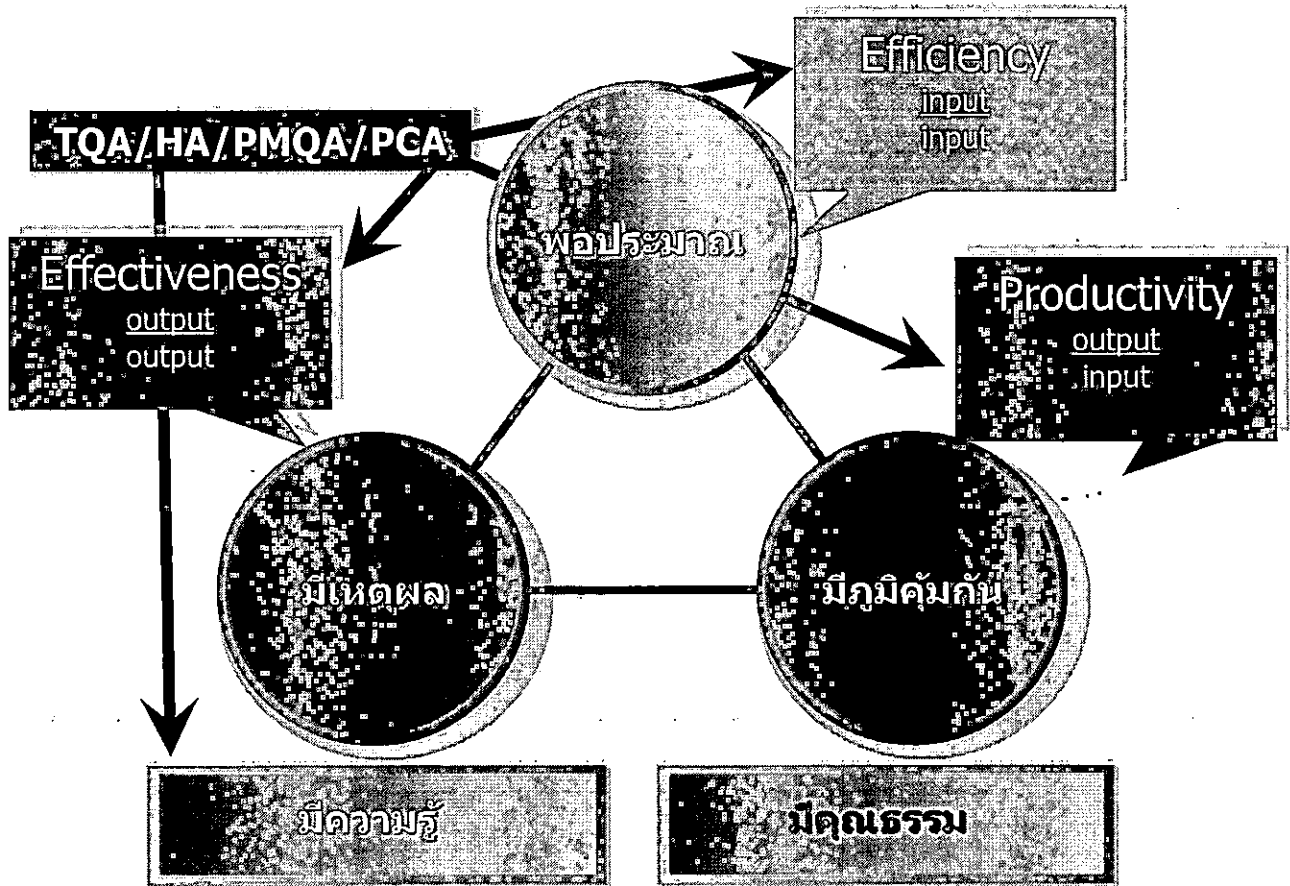 Efficiency
input
input
TQA/HA/PMQA/PCA
พอประมาณ
Effectiveness
output
output
Productivity
output
input
มีเหตุผล
มีภูมิคุ้มกัน
มีความรู้
มีคุณธรรม